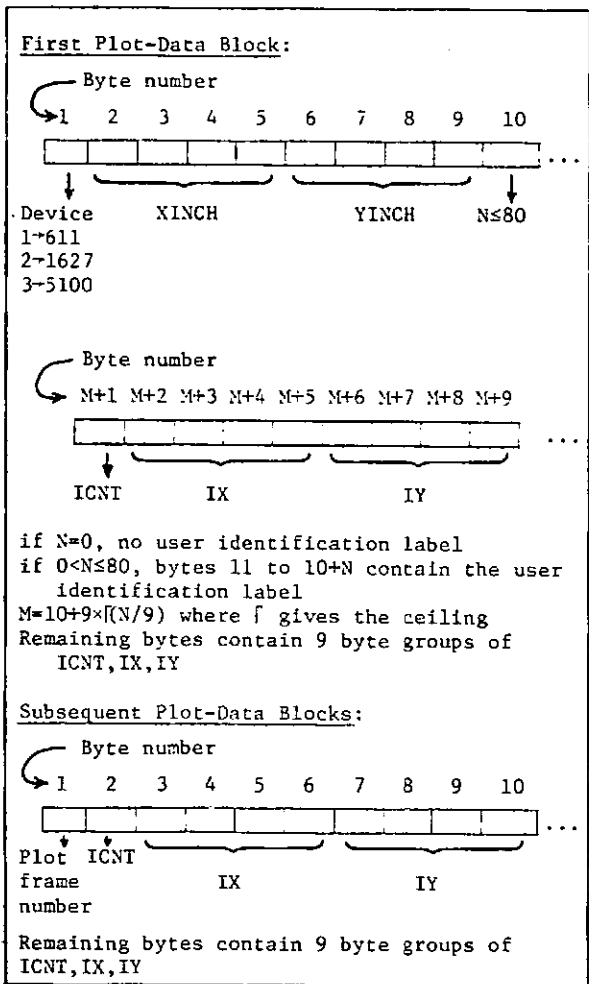 First Plot-Data Block:
Byte number
1 2 3 4 5 6 7 8 9 10
...
Device XINCH YINCH N≤80
1→611
2→1627
3→5100
Byte number
M+1 M+2 M+3 M+4 M+5 M+6 M+7 M+8 M+9
...
ICNT IX IY
if N=0, no user identification label
if 0<N≤80, bytes 11 to 10+N contain the user
identification label
M=10+9×⌈(N/9) where ⌈ gives the ceiling
Remaining bytes contain 9 byte groups of
ICNT,IX,IY
Subsequent Plot-Data Blocks:
Byte number
1 2 3 4 5 6 7 8 9 10
...
Plot ICNT IX IY
frame
number
Remaining bytes contain 9 byte groups of
ICNT,IX,IY